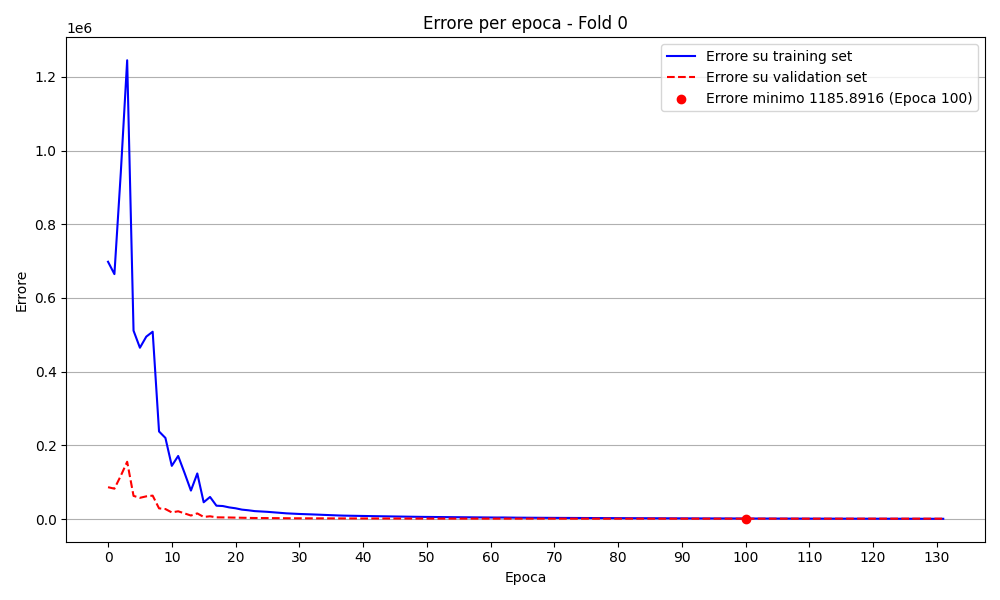 Errore per epoca - Fold 0
1e6
Errore su training set
Errore su validation set
Errore minimo 1185.8916 (Epoca 100)
1.2
1.0
0.8
0.6
0.4
0.2
0.0
Errore
0 10 20 30 40 50 60 70 80 90 100 110 120 130
Epoca